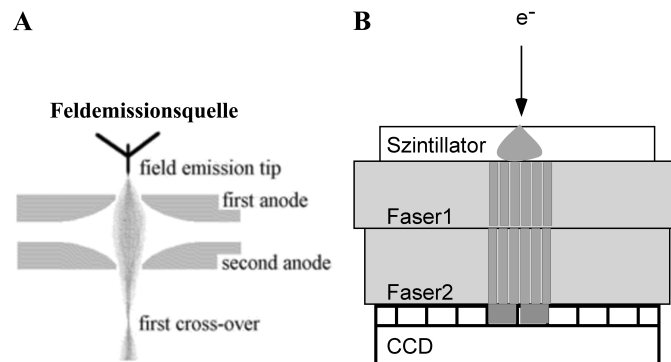 A
Feldemissionsquelle
field emission tip
first anode
second anode
first cross-over
B
e⁻
Szintillator
Faser1
Faser2
CCD